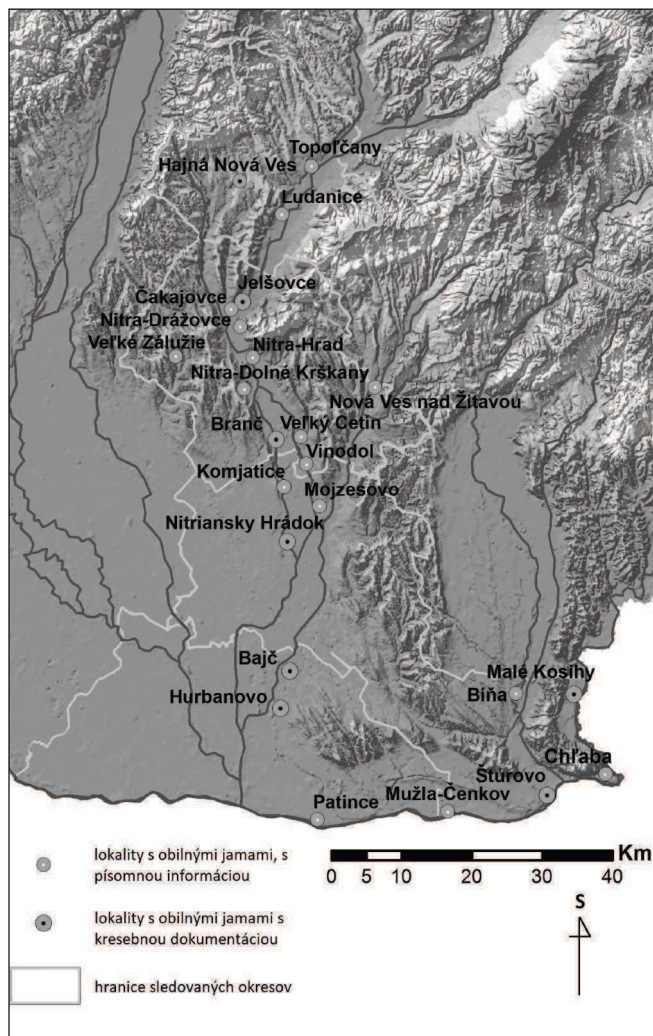 Topoľčany
Hajná Nová Ves
Ludanice
Jelšovce
Čakajovce
Nitra-Drážovce
Veľké Zálužie
Nitra-Hrad
Nitra-Dolné Krškany
Nová Ves nad Žitavou
Branč
Veľký Cetín
Vinodol
Komjatice
Mojzesovo
Nitriansky Hrádok
Bajč
Malé Kosihy
Hurbanovo
Bíňa
Chľaba
Štúrovo
Mužla-Čenkov
Patince
lokality s obilnými jamami, s
písomnou informáciou
Km
0 5 10 20 30 40
lokality s obilnými jamami s
kresebnou dokumentáciou
S
hranice sledovaných okresov